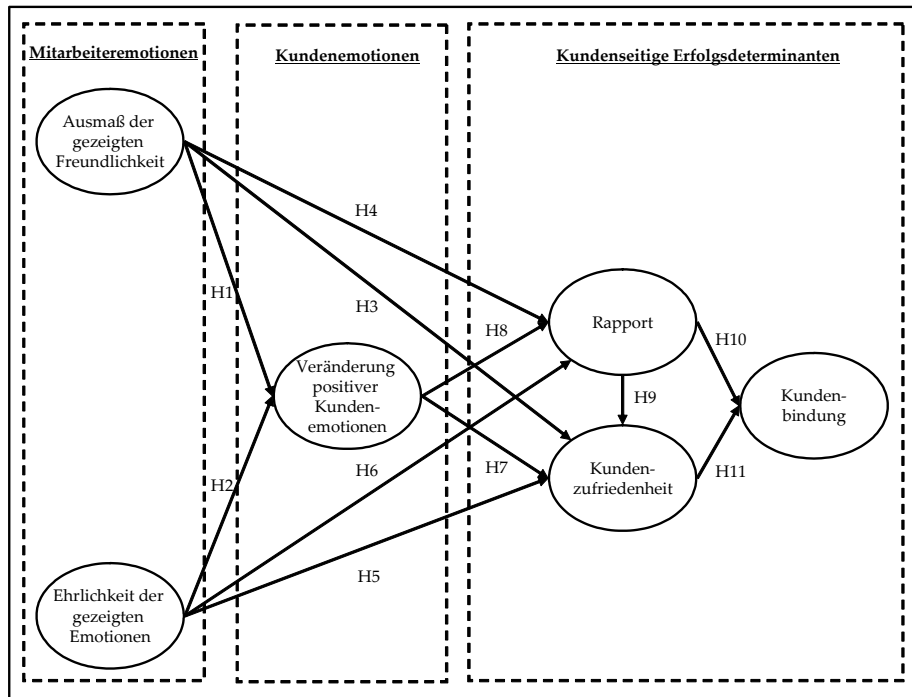 Mitarbeiteremotionen
Kundenemotionen
Kundenseitige Erfolgsdeterminanten
Ausmaß der
gezeigten
Freundlichkeit
H4
H1
H3
H8
Rapport
H10
Veränderung
positiver
Kunden-
emotionen
H9
Kunden-
bindung
H2
H6
H7
Kunden-
zufriedenheit
H11
H5
Ehrlichkeit der
gezeigten
Emotionen